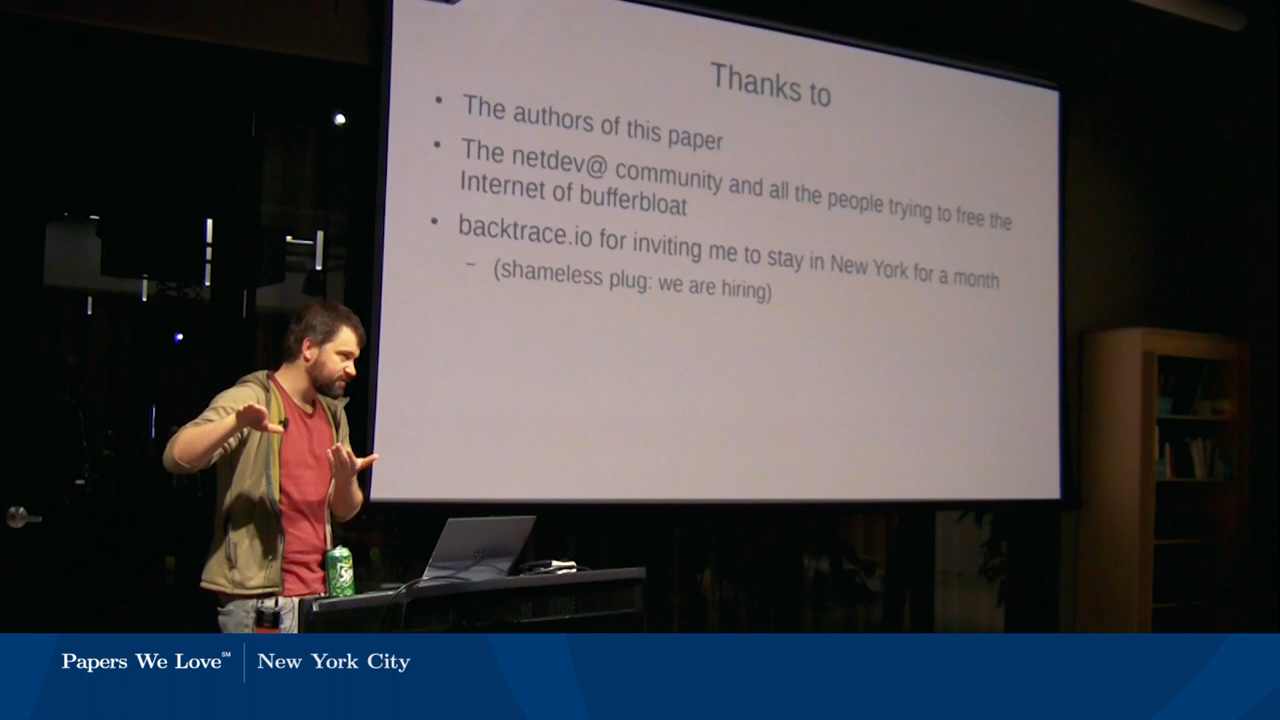 Thanks to
• The authors of this paper
• The netdev@ community and all the people trying to free the
Internet of bufferbloat
• backtrace.io for inviting me to stay in New York for a month
– (shameless plug: we are hiring)
Papers We Love℠ | New York City